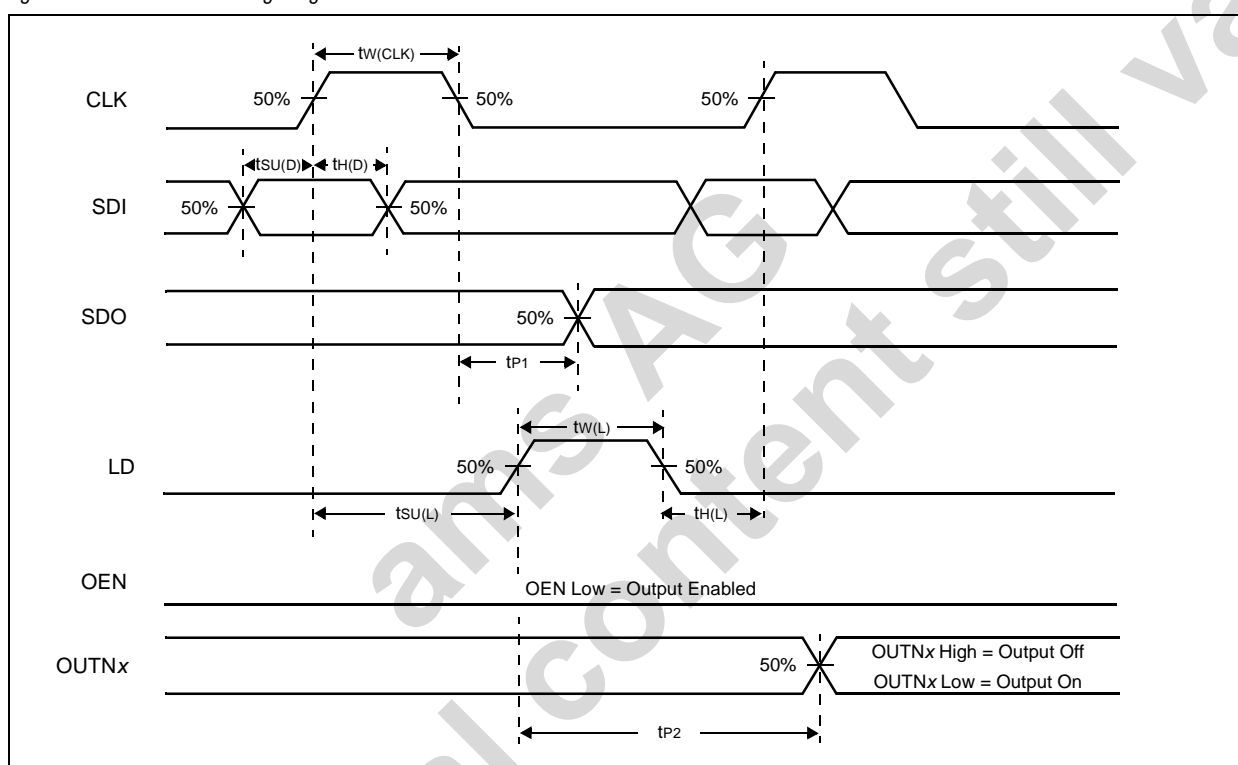 tW(CLK)
CLK
50%
50%
50%
tSU(D)
tH(D)
SDI
50%
50%
SDO
50%
tP1
tW(L)
LD
50%
50%
tSU(L)
tH(L)
OEN
OEN Low = Output Enabled
OUTNx
50%
OUTNx High = Output Off
OUTNx Low = Output On
tP2
ams AG
content still va